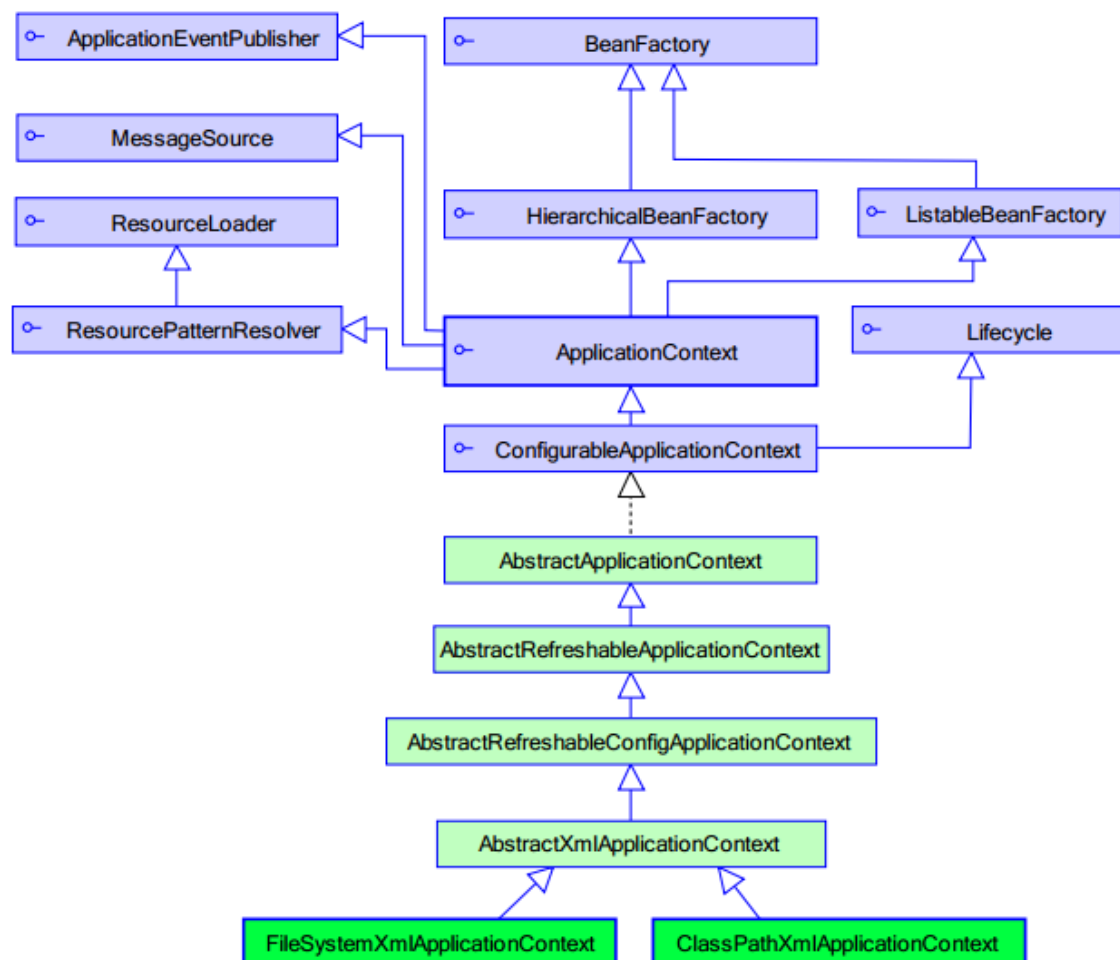 ApplicationEventPublisher
BeanFactory
MessageSource
ResourceLoader
HierarchicalBeanFactory
ListableBeanFactory
ResourcePatternResolver
ApplicationContext
Lifecycle
ConfigurableApplicationContext
AbstractApplicationContext
AbstractRefreshableApplicationContext
AbstractRefreshableConfigApplicationContext
AbstractXmlApplicationContext
FileSystemXmlApplicationContext
ClassPathXmlApplicationContext